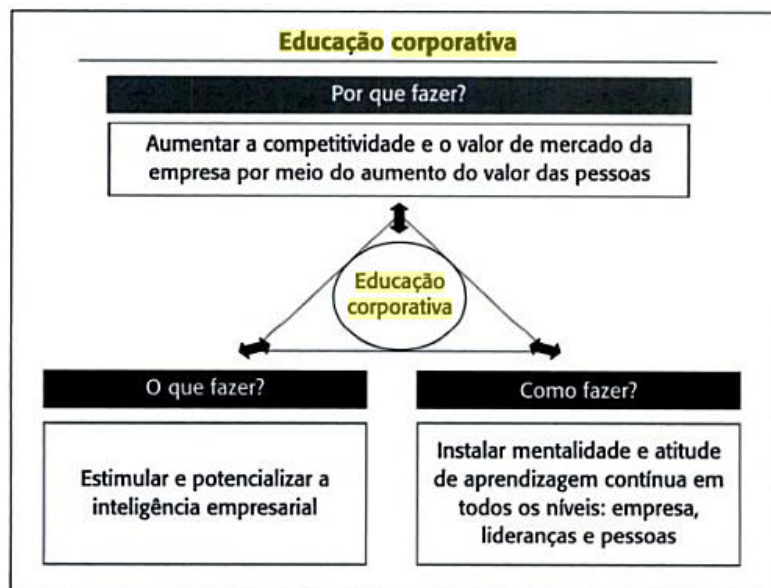 Educação corporativa
Por que fazer?
Aumentar a competitividade e o valor de mercado da
empresa por meio do aumento do valor das pessoas
Educação
corporativa
O que fazer?
Estimular e potencializar a
inteligência empresarial
Como fazer?
Instalar mentalidade e atitude
de aprendizagem contínua em
todos os níveis: empresa,
lideranças e pessoas